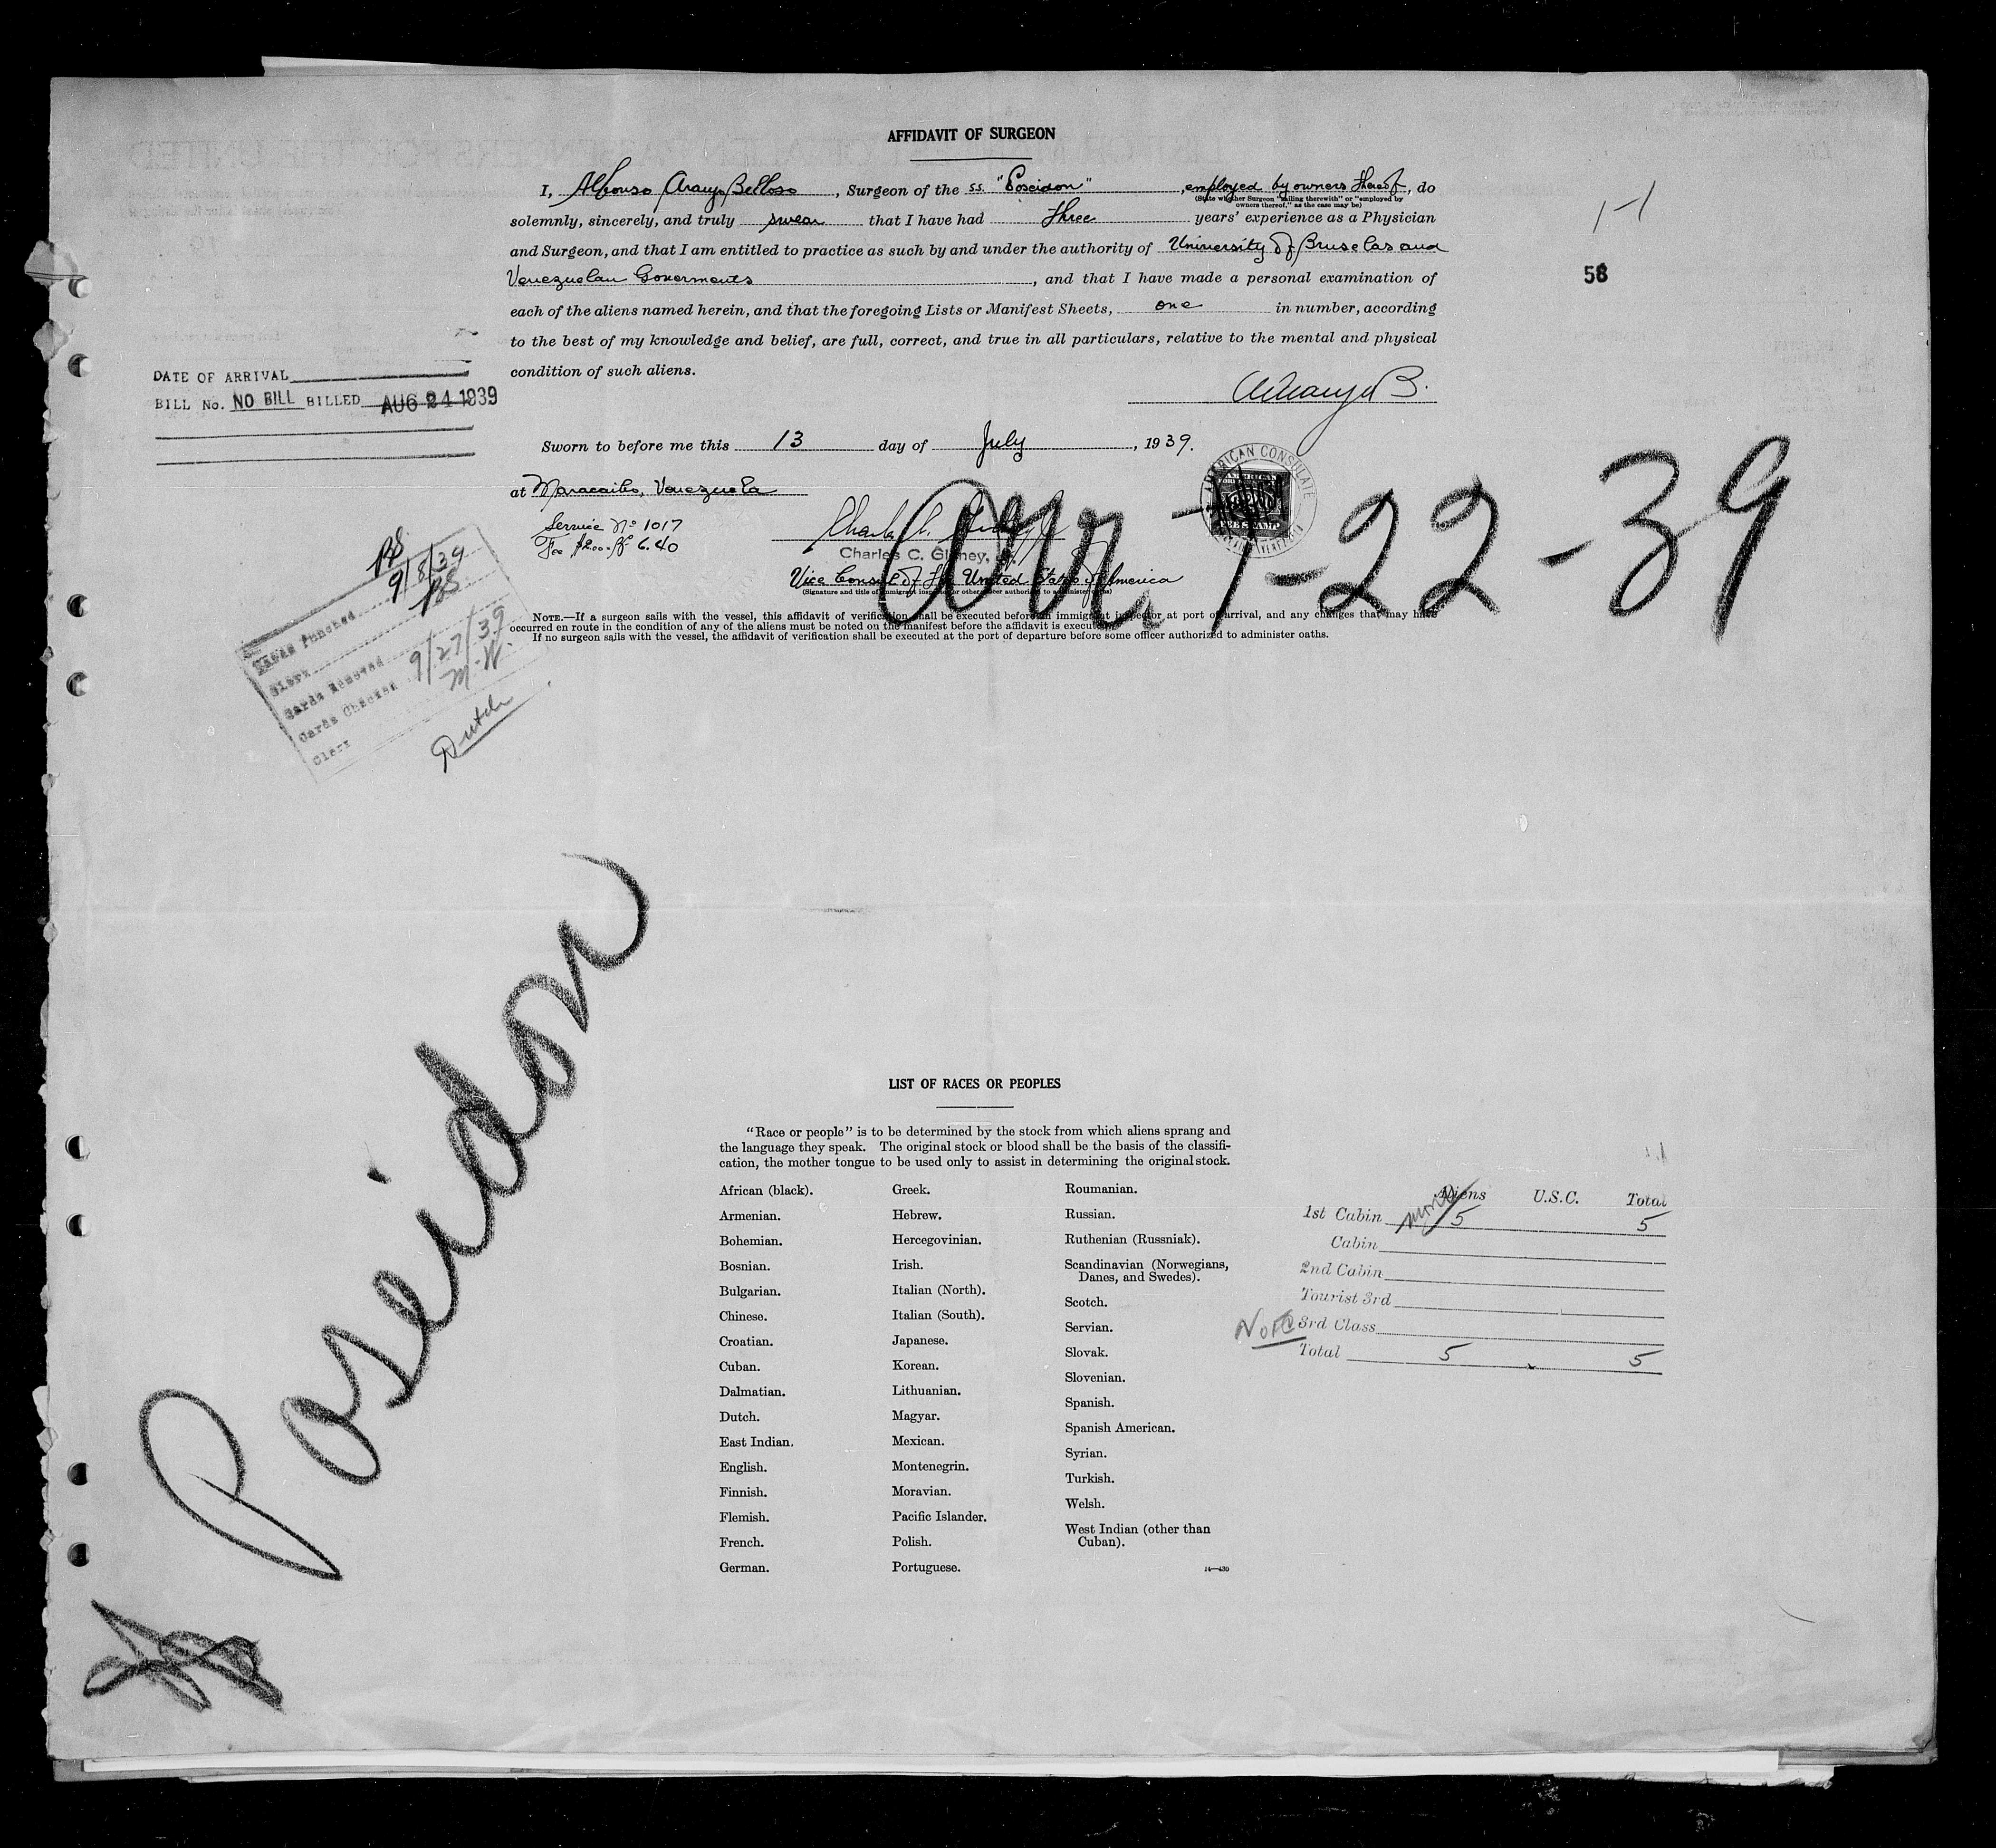 AFFIDAVIT OF SURGEON
I, Alfonso Araujo Belloso, Surgeon of the ss. "Poseidon", employed by owners thereof, do
(State whether Surgeon "sailing therewith" or "employed by
owners thereof," as the case may be)
solemnly, sincerely, and truly swear that I have had three years' experience as a Physician
and Surgeon, and that I am entitled to practice as such by and under the authority of University of Bruselas and
Venezuelan Goverments, and that I have made a personal examination of
each of the aliens named herein, and that the foregoing Lists or Manifest Sheets, one in number, according
to the best of my knowledge and belief, are full, correct, and true in all particulars, relative to the mental and physical
condition of such aliens.
1-1
58
DATE OF ARRIVAL
BILL No. NO BILL BILLED AUG 24 1939
Sworn to before me this 13 day of July, 1939.
at Maracaibo, Venezuela
Service No 1017
Fee $2.00 6.40
Charles C.
Vice Consul of the United States of America
(Signature and title of immigrant inspector or other officer authorized to administer oaths)
AMERICAN CONSULATE
FEE STAMP
Arr. 7-22-39
NOTE.—If a surgeon sails with the vessel, this affidavit of verification shall be executed before an immigrant inspector at port of arrival, and any changes that may have
occurred en route in the condition of any of the aliens must be noted on the manifest before the affidavit is executed.
If no surgeon sails with the vessel, the affidavit of verification shall be executed at the port of departure before some officer authorized to administer oaths.
Cards Punched 9/8/39
Clerk
Cards Removed
Cards Checked 9/27/39
Clerk M.W.
Dutch
Poseidon
LIST OF RACES OR PEOPLES
"Race or people" is to be determined by the stock from which aliens sprang and
the language they speak. The original stock or blood shall be the basis of the classifi-
cation, the mother tongue to be used only to assist in determining the original stock.
African (black).
Armenian.
Bohemian.
Bosnian.
Bulgarian.
Chinese.
Croatian.
Cuban.
Dalmatian.
Dutch.
East Indian.
English.
Finnish.
Flemish.
French.
German.
Greek.
Hebrew.
Hercegovinian.
Irish.
Italian (North).
Italian (South).
Japanese.
Korean.
Lithuanian.
Magyar.
Mexican.
Montenegrin.
Moravian.
Pacific Islander.
Polish.
Portuguese.
Roumanian.
Russian.
Ruthenian (Russniak).
Scandinavian (Norwegians,
Danes, and Swedes).
Scotch.
Servian.
Slovak.
Slovenian.
Spanish.
Spanish American.
Syrian.
Turkish.
Welsh.
West Indian (other than
Cuban).
14—430
Aliens U.S.C. Total
1st Cabin 5 5
Cabin
2nd Cabin
Tourist 3rd
3rd Class
Total 5 5